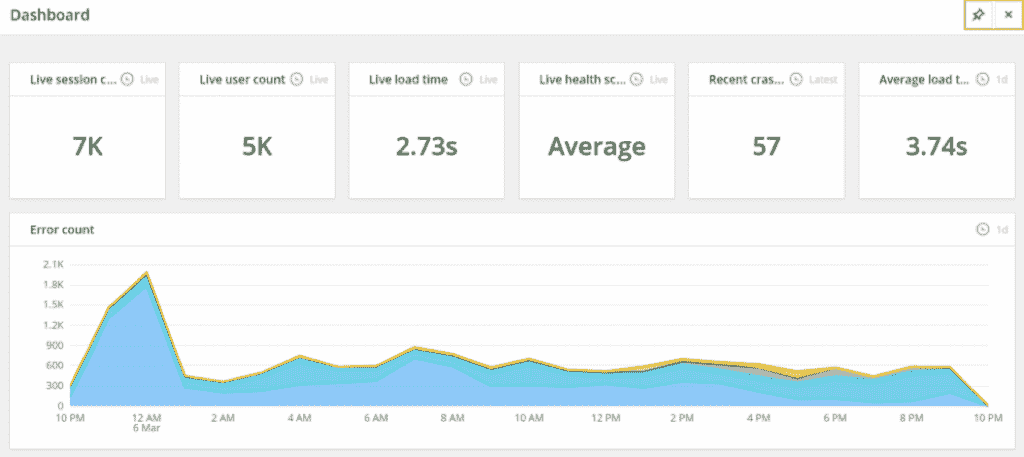 Dashboard
Live session c... Live
Live user count Live
Live load time Live
Live health sc... Live
Recent cras... Latest
Average load t... 1d
7K
5K
2.73s
Average
57
3.74s
Error count 1d
2.1K
1.8K
1.5K
1.2K
900
600
300
0
10 PM 12 AM 2 AM 4 AM 6 AM 8 AM 10 AM 12 PM 2 PM 4 PM 6 PM 8 PM 10 PM
6 Mar